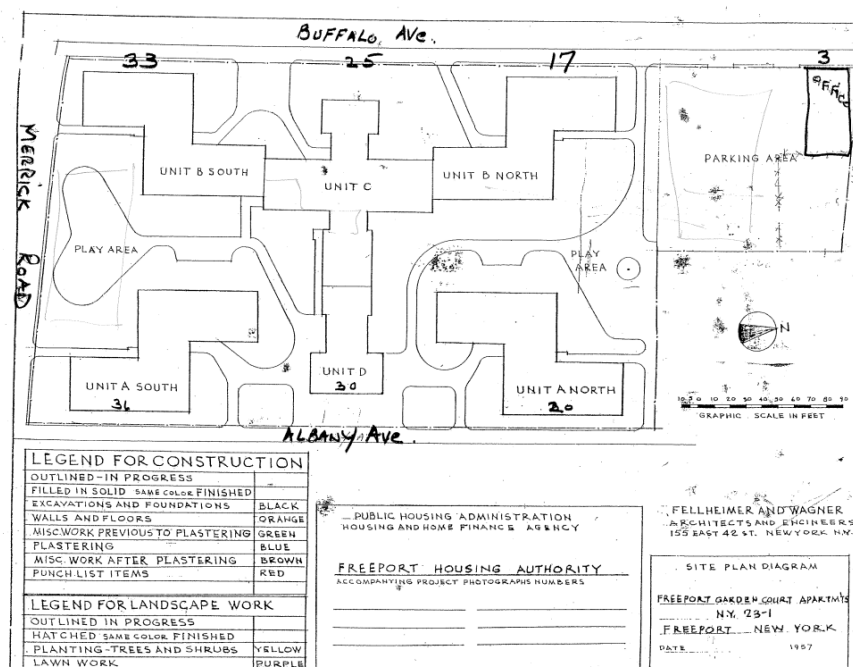 BUFFALO AVE.
33 25 17 3
OFFICE
MERRICK ROAD
UNIT B SOUTH
UNIT C
UNIT B NORTH
PARKING AREA
PLAY AREA
PLAY
AREA
N
UNIT A SOUTH
36
UNIT D
30
UNIT A NORTH
20
GRAPHIC SCALE IN FEET
ALBANY AVE.
LEGEND FOR CONSTRUCTION
OUTLINED-IN PROGRESS
FILLED IN SOLID SAME COLOR FINISHED
EXCAVATIONS AND FOUNDATIONS BLACK
WALLS AND FLOORS ORANGE
MISC. WORK PREVIOUS TO PLASTERING GREEN
PLASTERING BLUE
MISC. WORK AFTER PLASTERING BROWN
PUNCH LIST ITEMS RED
LEGEND FOR LANDSCAPE WORK
OUTLINED IN PROGRESS
HATCHED SAME COLOR FINISHED
PLANTING-TREES AND SHRUBS YELLOW
LAWN WORK PURPLE
PUBLIC HOUSING ADMINISTRATION
HOUSING AND HOME FINANCE AGENCY
FREEPORT HOUSING AUTHORITY
ACCOMPANYING PROJECT PHOTOGRAPHS NUMBERS
FELLHEIMER AND WAGNER
ARCHITECTS AND ENGINEERS
155 EAST 42 ST. NEW YORK N.Y.
SITE PLAN DIAGRAM
FREEPORT GARDEN COURT APARTMTS
N.Y. 23-1
FREEPORT NEW YORK
DATE 1957